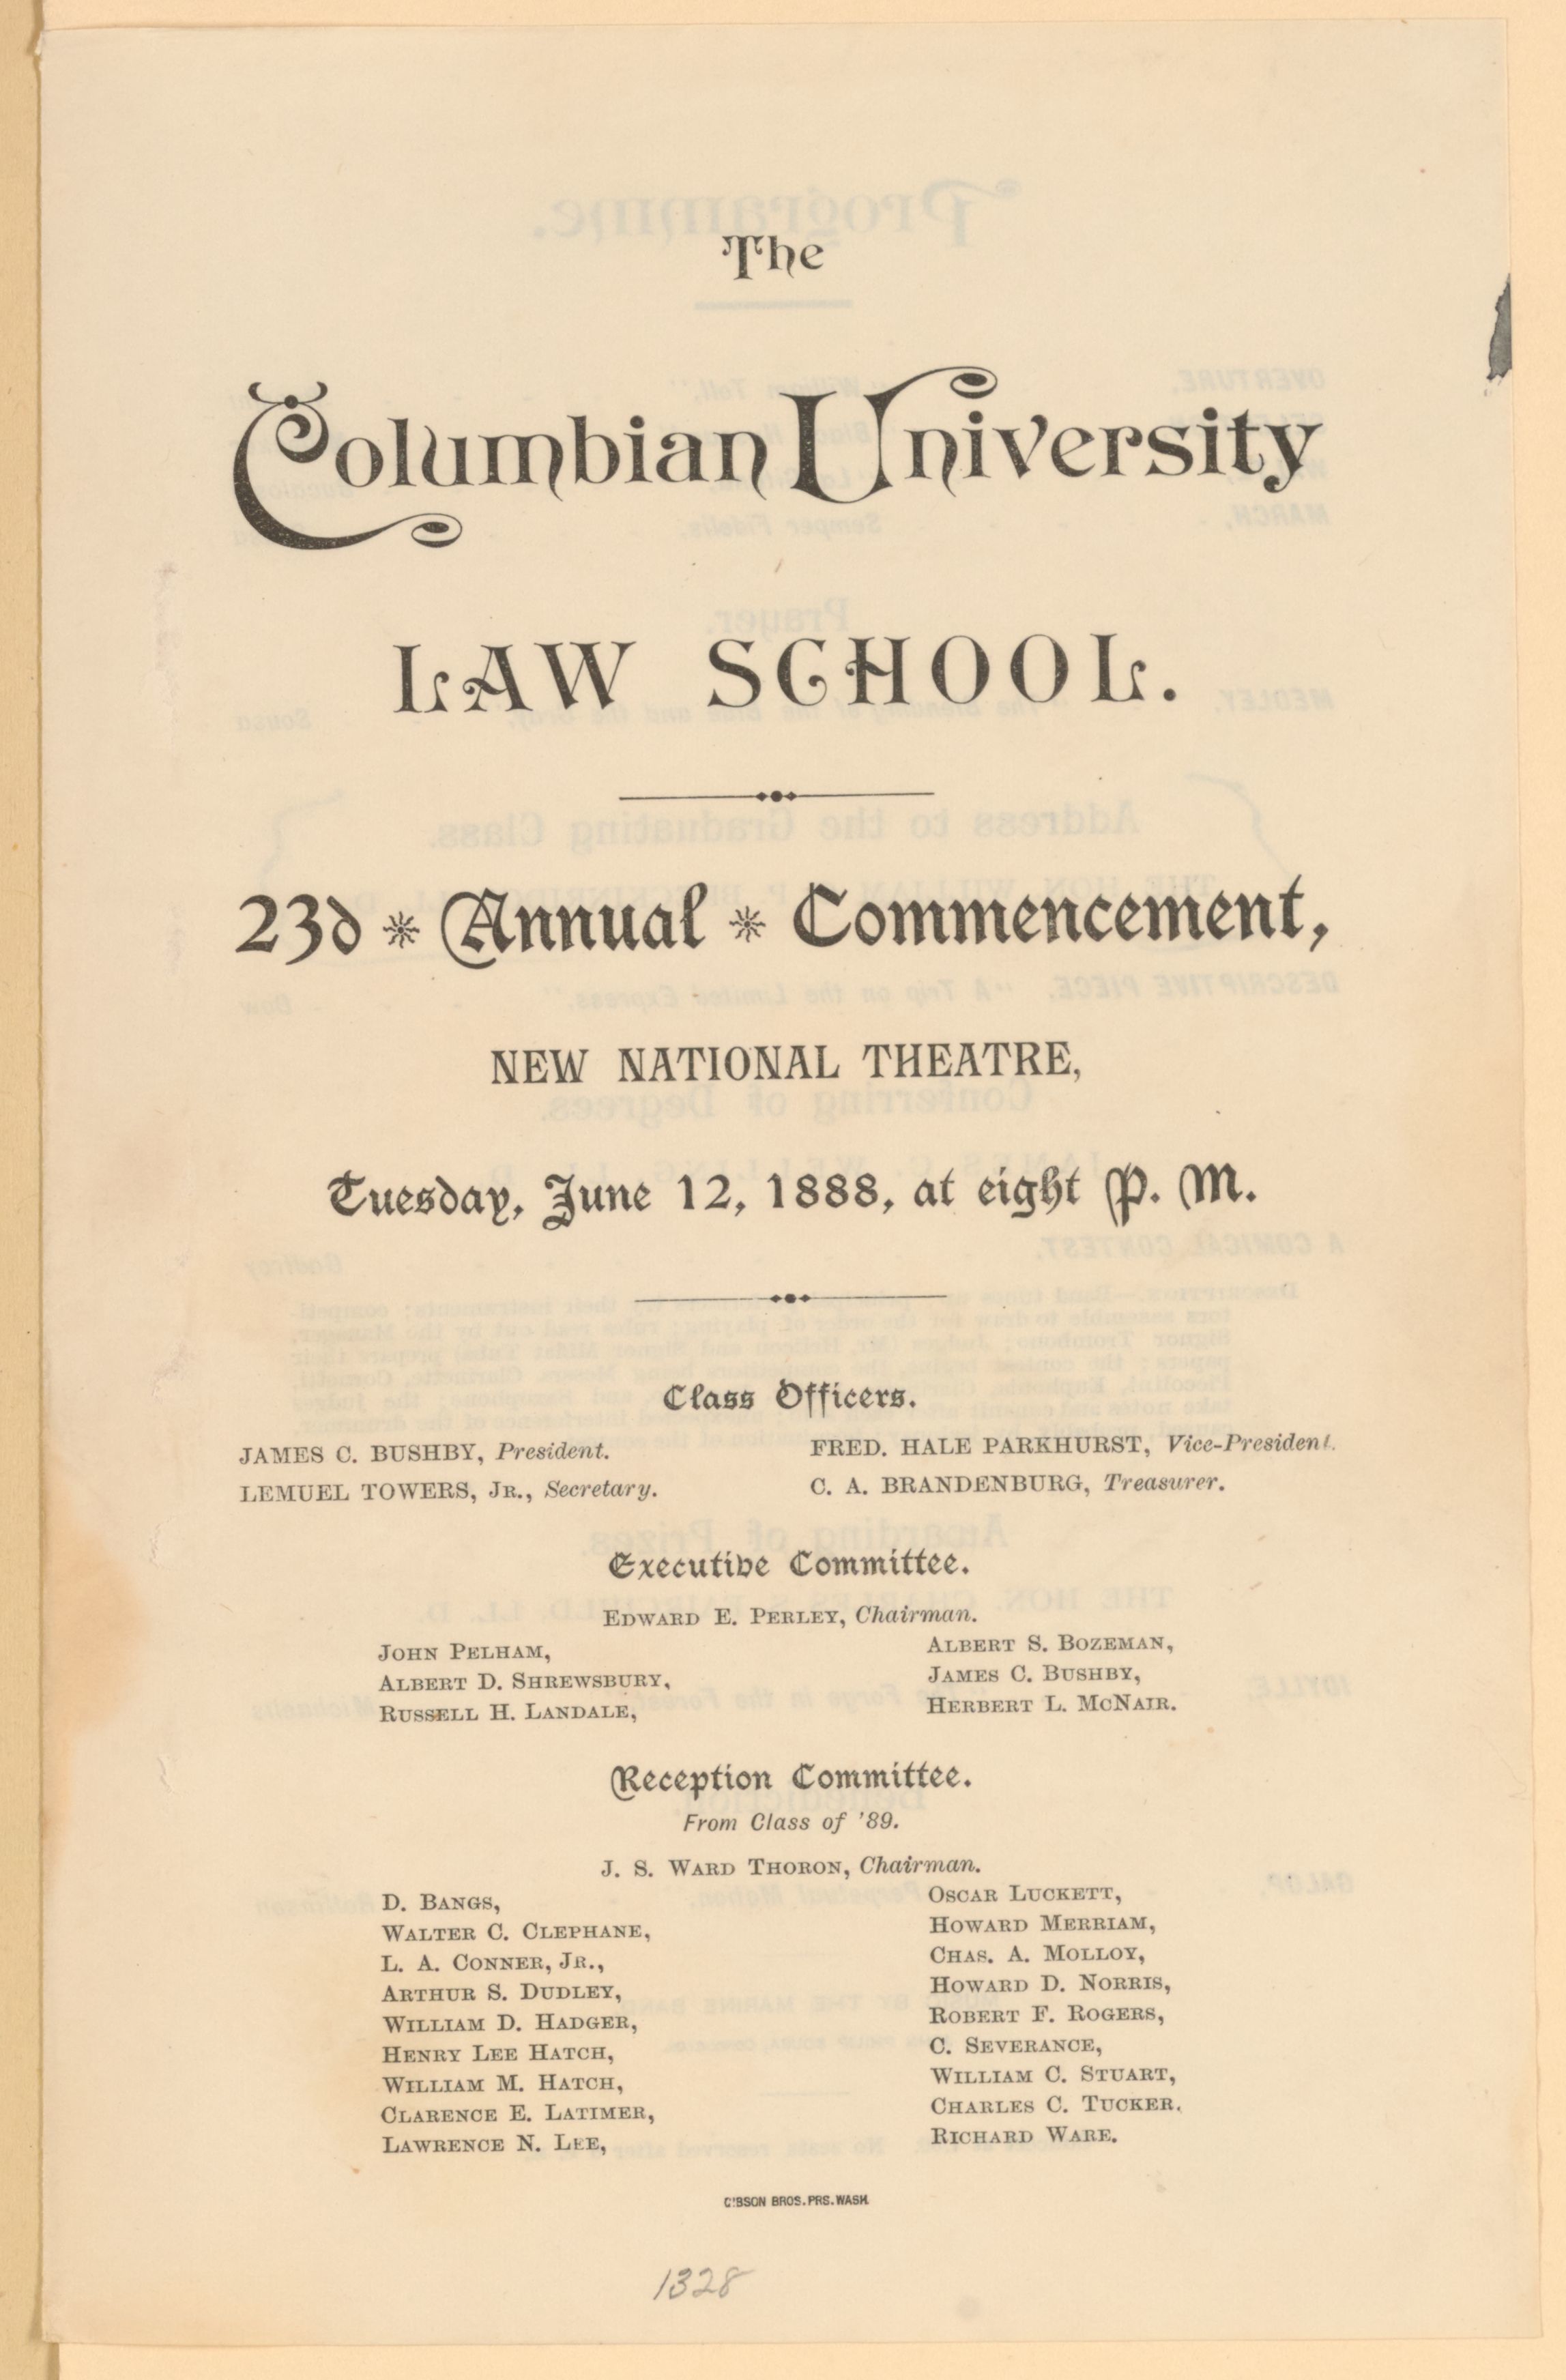 The
Columbian University
LAW SCHOOL.
23d Annual Commencement,
NEW NATIONAL THEATRE,
Tuesday, June 12, 1888, at eight P. M.
Class Officers.
JAMES C. BUSHBY, President.
LEMUEL TOWERS, JR., Secretary.
FRED. HALE PARKHURST, Vice-President.
C. A. BRANDENBURG, Treasurer.
Executive Committee.
EDWARD E. PERLEY, Chairman.
JOHN PELHAM,
ALBERT D. SHREWSBURY,
RUSSELL H. LANDALE,
ALBERT S. BOZEMAN,
JAMES C. BUSHBY,
HERBERT L. MCNAIR.
Reception Committee.
From Class of '89.
J. S. WARD THORON, Chairman.
D. BANGS,
WALTER C. CLEPHANE,
L. A. CONNER, JR.,
ARTHUR S. DUDLEY,
WILLIAM D. HADGER,
HENRY LEE HATCH,
WILLIAM M. HATCH,
CLARENCE E. LATIMER,
LAWRENCE N. LEE,
OSCAR LUCKETT,
HOWARD MERRIAM,
CHAS. A. MOLLOY,
HOWARD D. NORRIS,
ROBERT F. ROGERS,
C. SEVERANCE,
WILLIAM C. STUART,
CHARLES C. TUCKER.
RICHARD WARE.
GIBSON BROS. PRS. WASH
1328